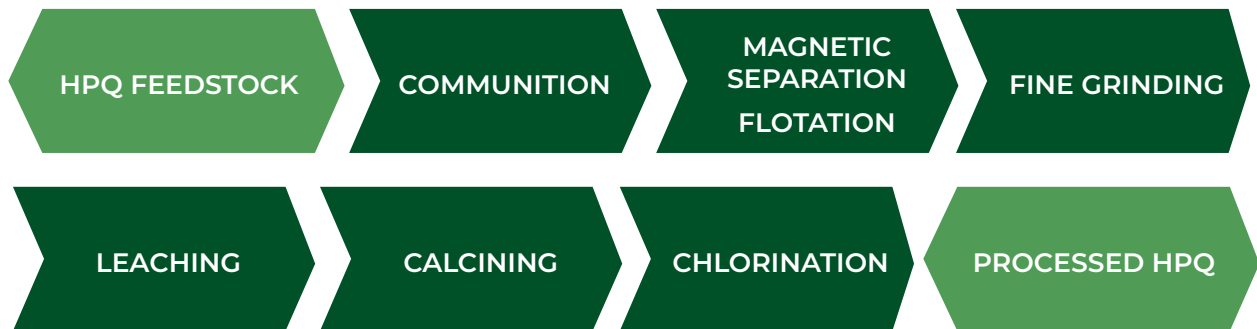 HPQ FEEDSTOCK
COMMUNITION
MAGNETIC
SEPARATION
FLOTATION
FINE GRINDING
LEACHING
CALCINING
CHLORINATION
PROCESSED HPQ